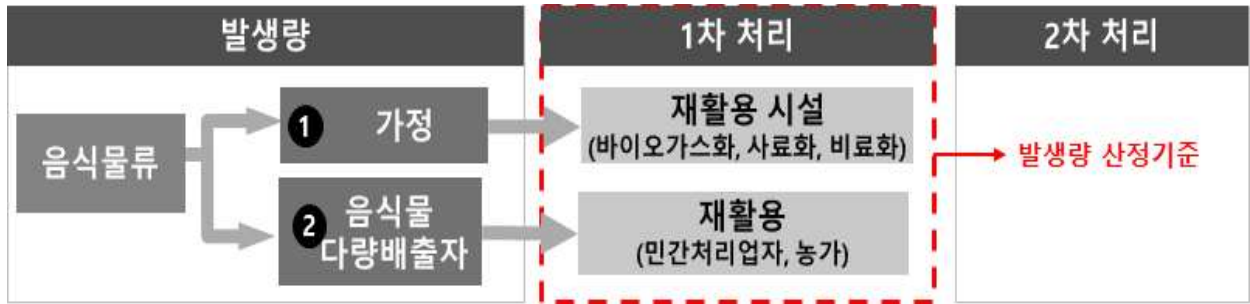 발생량
1차 처리
2차 처리
음식물류
1 가정
2 음식물
다량배출자
재활용 시설
(바이오가스화, 사료화, 비료화)
재활용
(민간처리업자, 농가)
발생량 산정기준